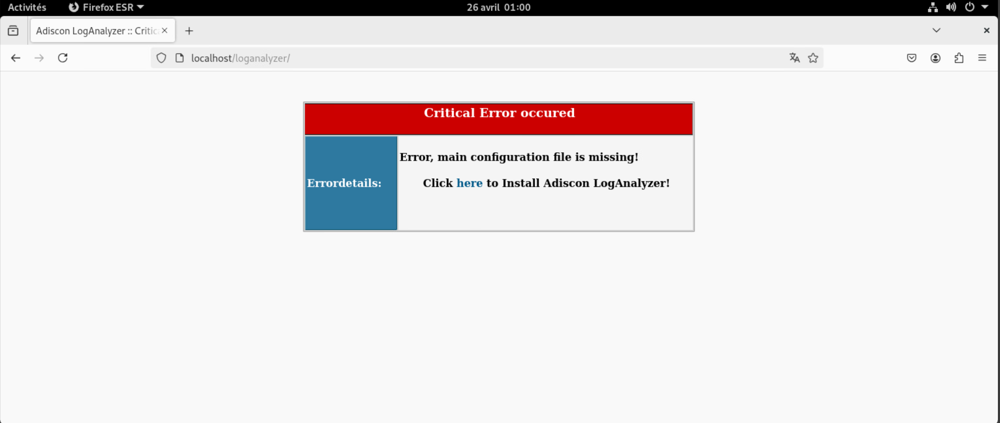 Activités Firefox ESR 26 avril 01:00
Adiscon LogAnalyzer :: Critic
localhost/loganalyzer/
Critical Error occured
Error, main configuration file is missing!
Errordetails: Click here to Install Adiscon LogAnalyzer!